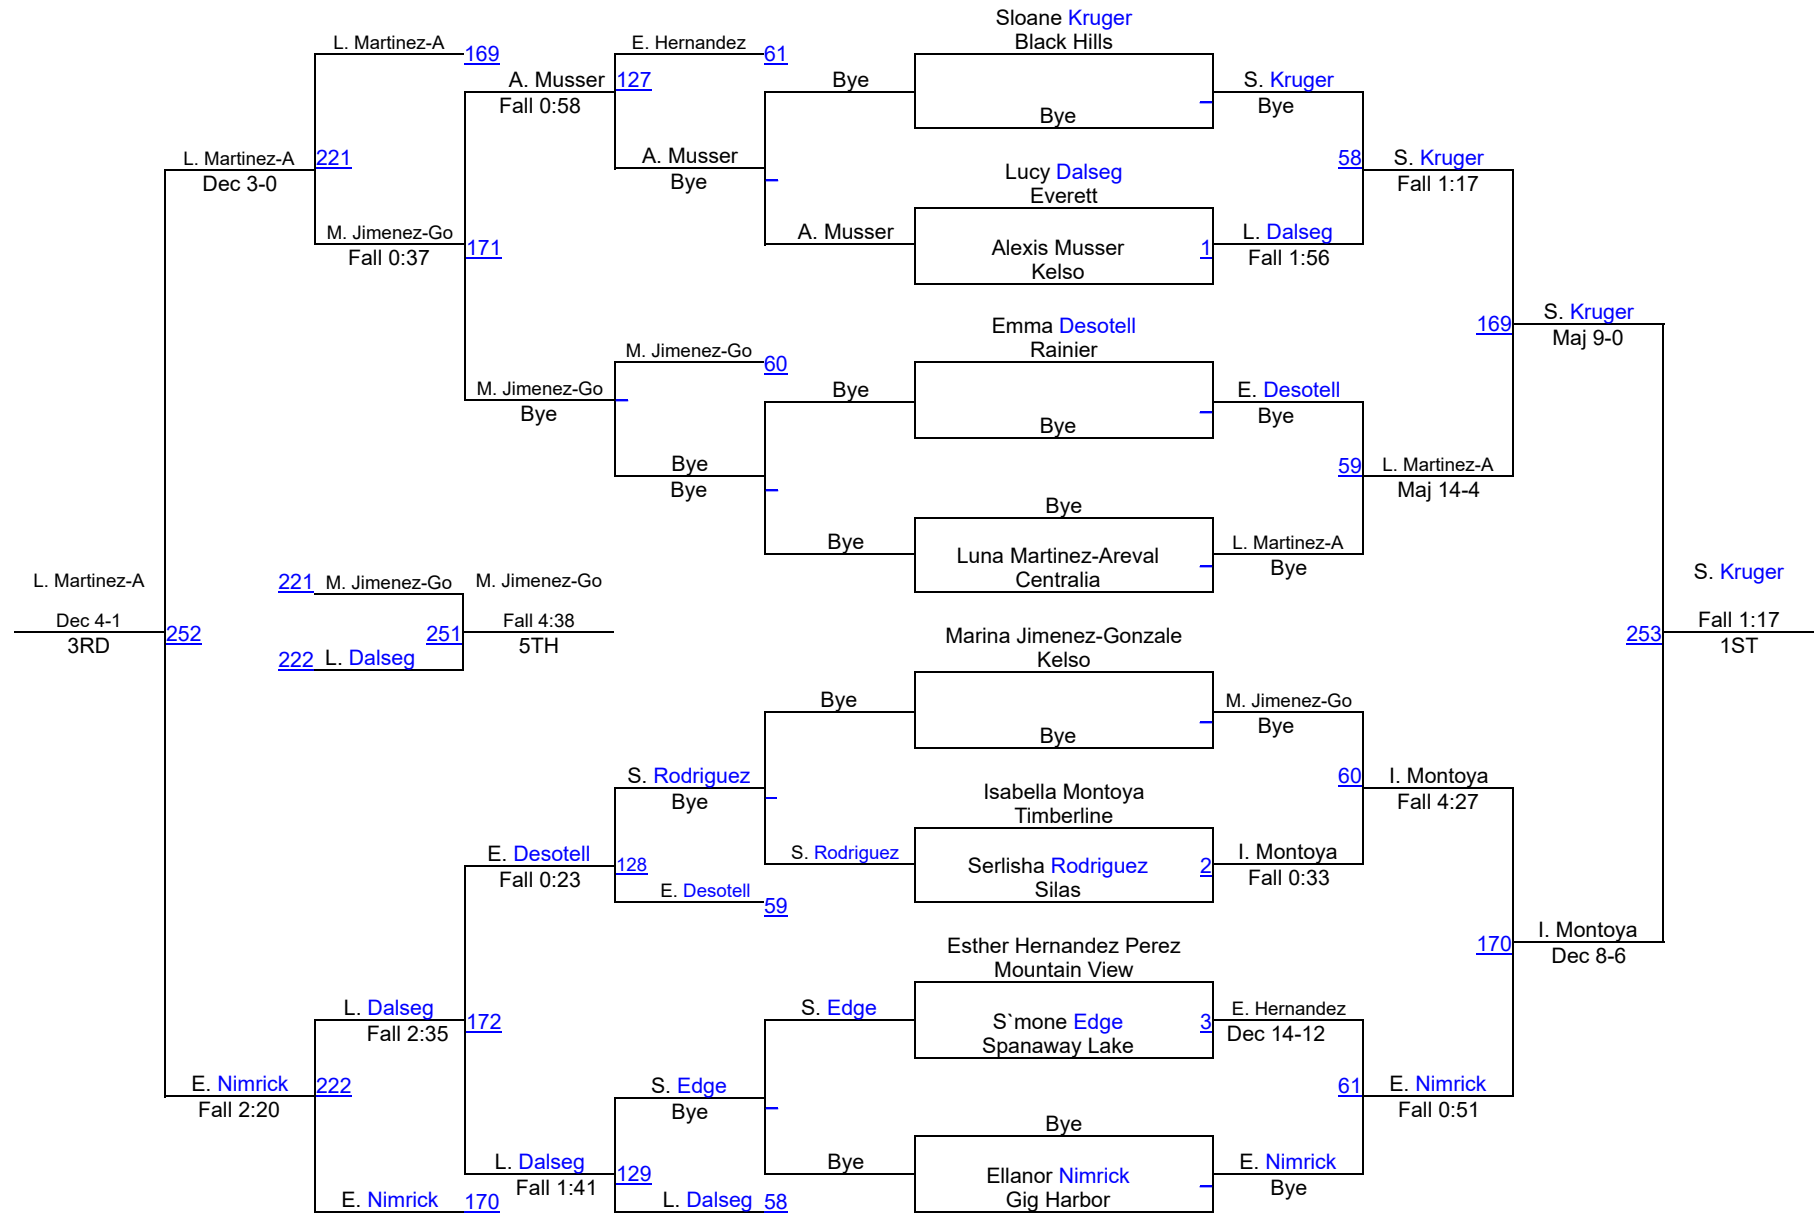 Sloane Kruger
L. Martinez-A
169
E. Hernandez
61
Black Hills
A. Musser
127
Bye
S. Kruger
Fall 0:58
Bye
Bye
L. Martinez-A
221
A. Musser
58
S. Kruger
Dec 3-0
Bye
Lucy Dalseg
Fall 1:17
Everett
M. Jimenez-Go
A. Musser
L. Dalseg
Fall 0:37
171
Alexis Musser
1
Fall 1:56
Kelso
S. Kruger
Emma Desotell
169
Maj 9-0
M. Jimenez-Go
60
Rainier
M. Jimenez-Go
Bye
E. Desotell
Bye
Bye
Bye
Bye
59
L. Martinez-A
Bye
Maj 14-4
Bye
Bye
Luna Martinez-Areval
L. Martinez-A
Centralia
Bye
L. Martinez-A
221
M. Jimenez-Go
M. Jimenez-Go
S. Kruger
Dec 4-1
Fall 4:38
Fall 1:17
3RD
252
251
5TH
253
1ST
222
L. Dalseg
Marina Jimenez-Gonzale
Kelso
Bye
M. Jimenez-Go
Bye
Bye
S. Rodriguez
60
I. Montoya
Bye
Isabella Montoya
Fall 4:27
Timberline
E. Desotell
S. Rodriguez
I. Montoya
Fall 0:23
128
Serlisha Rodriguez
2
Fall 0:33
E. Desotell
59
Silas
I. Montoya
Esther Hernandez Perez
170
Dec 8-6
Mountain View
L. Dalseg
S. Edge
E. Hernandez
Fall 2:35
172
S`mone Edge
3
Dec 14-12
Spanaway Lake
E. Nimrick
222
S. Edge
61
E. Nimrick
Fall 2:20
Bye
Fall 0:51
Bye
L. Dalseg
Bye
E. Nimrick
Fall 1:41
129
Ellanor Nimrick
Bye
E. Nimrick
170
L. Dalseg
58
Gig Harbor